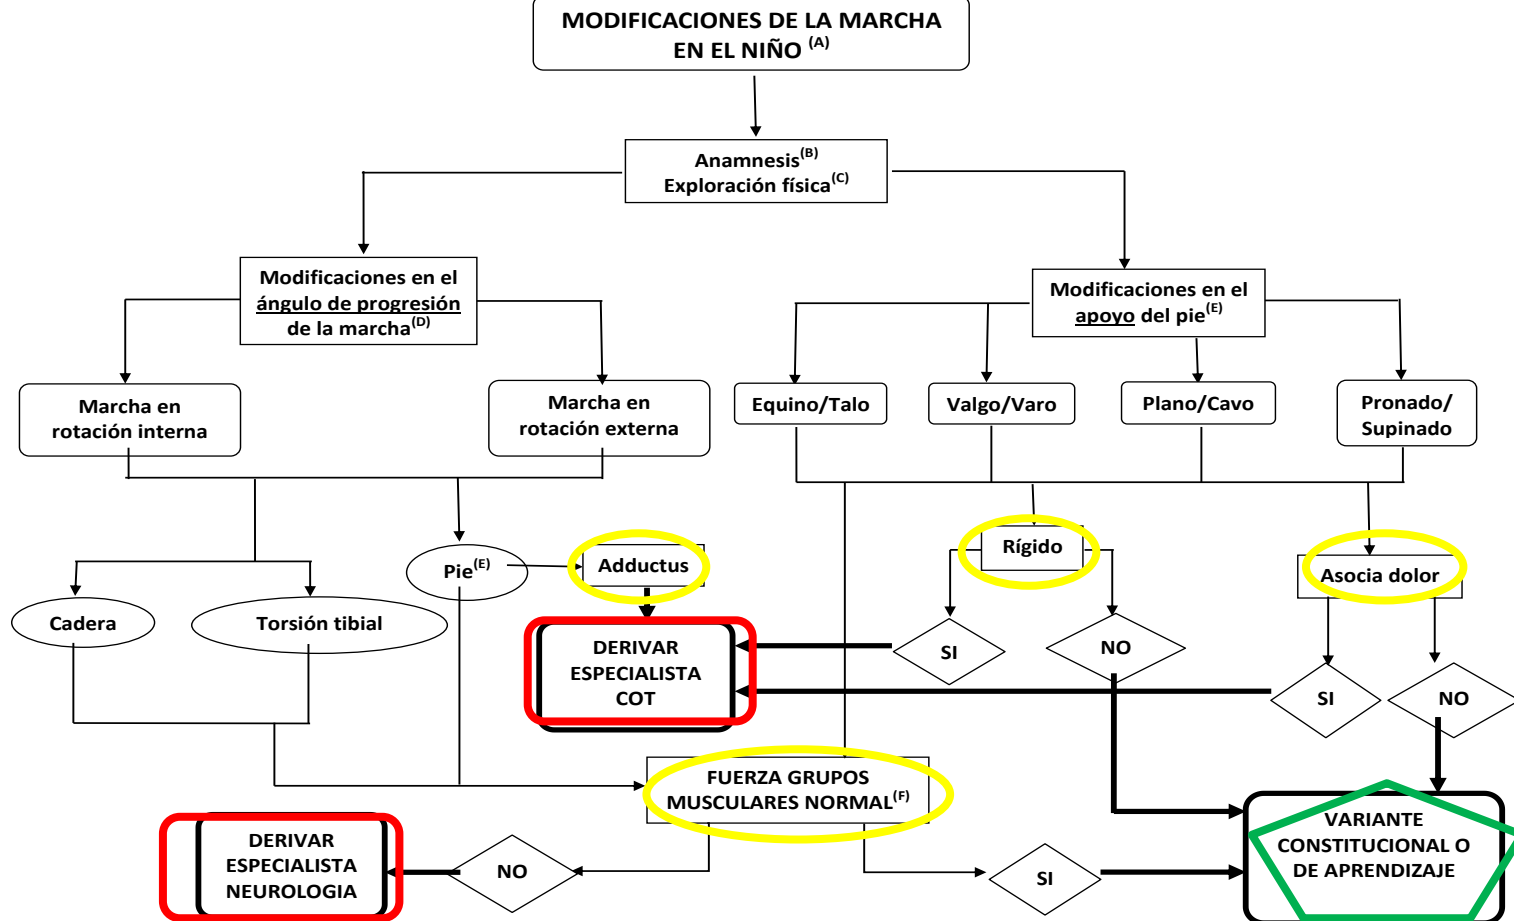 MODIFICACIONES DE LA MARCHA
EN EL NIÑO (A)
Anamnesis(B)
Exploración física(C)
Modificaciones en el
ángulo de progresión
de la marcha(D)
Modificaciones en el
apoyo del pie(E)
Marcha en
rotación interna
Marcha en
rotación externa
Equino/Talo
Valgo/Varo
Plano/Cavo
Pronado/
Supinado
Pie(E)
Adductus
Rígido
Asocia dolor
Cadera
Torsión tibial
DERIVAR
ESPECIALISTA
COT
SI
NO
SI
NO
FUERZA GRUPOS
MUSCULARES NORMAL(F)
DERIVAR
ESPECIALISTA
NEUROLOGIA
NO
SI
VARIANTE
CONSTITUCIONAL O
DE APRENDIZAJE